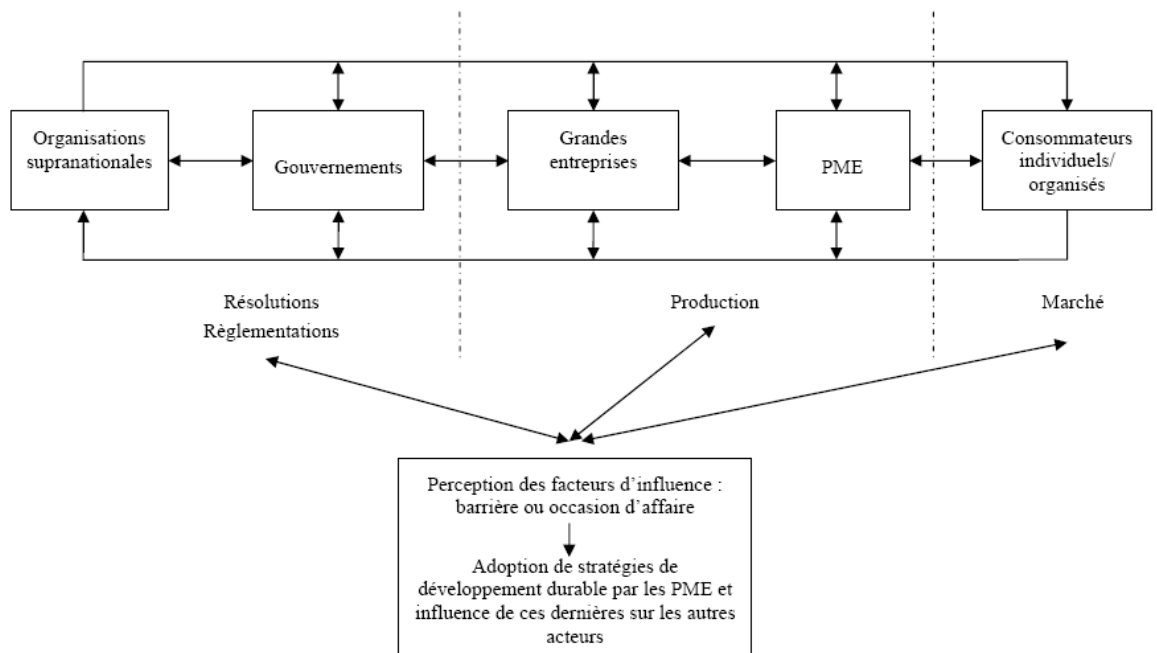 Organisations
supranationales
Gouvernements
Grandes
entreprises
PME
Consommateurs
individuels/
organisés
Résolutions
Règlementations
Production
Marché
Perception des facteurs d'influence :
barrière ou occasion d'affaire
Adoption de stratégies de
développement durable par les PME et
influence de ces dernières sur les autres
acteurs